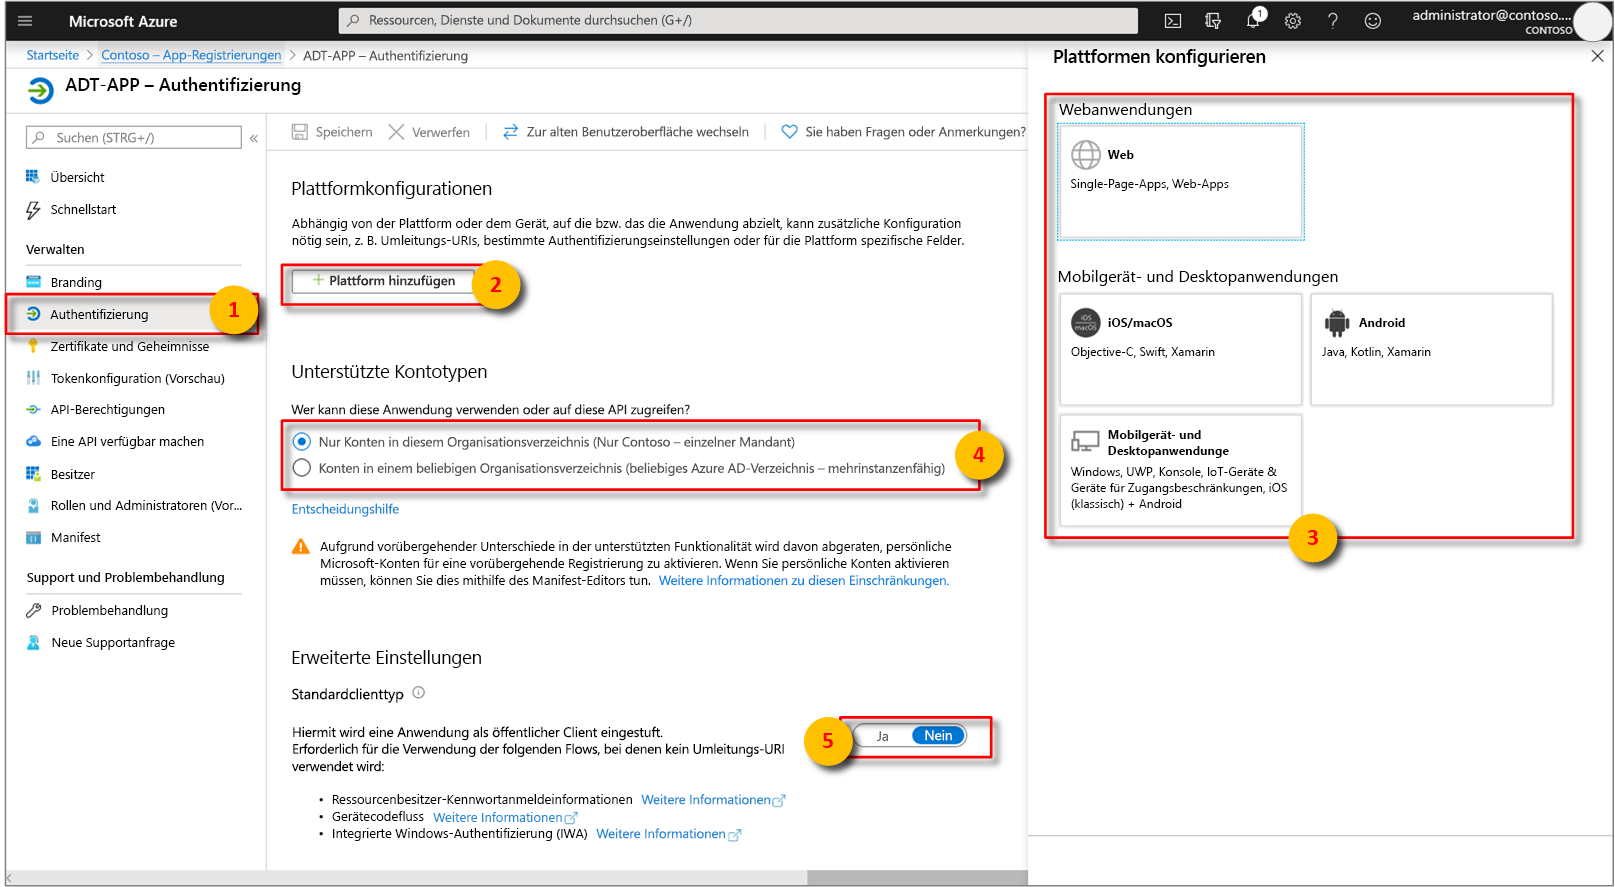 Microsoft Azure
Ressourcen, Dienste und Dokumente durchsuchen (G+/)
1
administrator@contoso....
CONTOSO
Startseite > Contoso – App-Registrierungen > ADT-APP – Authentifizierung
ADT-APP – Authentifizierung
Suchen (STRG+/)
«
Übersicht
Schnellstart
Verwalten
Branding
Authentifizierung
1
Zertifikate und Geheimnisse
Tokenkonfiguration (Vorschau)
API-Berechtigungen
Eine API verfügbar machen
Besitzer
Rollen und Administratoren (Vor...
Manifest
Support und Problembehandlung
Problembehandlung
Neue Supportanfrage
Speichern
Verwerfen
Zur alten Benutzeroberfläche wechseln
Sie haben Fragen oder Anmerkungen?
Plattformkonfigurationen
Abhängig von der Plattform oder dem Gerät, auf die bzw. das die Anwendung abzielt, kann zusätzliche Konfiguration
nötig sein, z. B. Umleitungs-URIs, bestimmte Authentifizierungseinstellungen oder für die Plattform spezifische Felder.
+ Plattform hinzufügen
2
Unterstützte Kontotypen
Wer kann diese Anwendung verwenden oder auf diese API zugreifen?
Nur Konten in diesem Organisationsverzeichnis (Nur Contoso – einzelner Mandant)
Konten in einem beliebigen Organisationsverzeichnis (beliebiges Azure AD-Verzeichnis – mehrinstanzenfähig)
4
Entscheidungshilfe
Aufgrund vorübergehender Unterschiede in der unterstützten Funktionalität wird davon abgeraten, persönliche
Microsoft-Konten für eine vorübergehende Registrierung zu aktivieren. Wenn Sie persönliche Konten aktivieren
müssen, können Sie dies mithilfe des Manifest-Editors tun. Weitere Informationen zu diesen Einschränkungen.
Erweiterte Einstellungen
Standardclienttyp
Hiermit wird eine Anwendung als öffentlicher Client eingestuft.
Erforderlich für die Verwendung der folgenden Flows, bei denen kein Umleitungs-URI
verwendet wird:
5
Ja
Nein
• Ressourcenbesitzer-Kennwortanmeldeinformationen Weitere Informationen
• Gerätecodefluss Weitere Informationen
• Integrierte Windows-Authentifizierung (IWA) Weitere Informationen
Plattformen konfigurieren
Webanwendungen
Web
Single-Page-Apps, Web-Apps
Mobilgerät- und Desktopanwendungen
iOS
macOS
iOS/macOS
Objective-C, Swift, Xamarin
Android
Java, Kotlin, Xamarin
Mobilgerät- und
Desktopanwendunge
Windows, UWP, Konsole, IoT-Geräte &
Geräte für Zugangsbeschränkungen, iOS
(klassisch) + Android
3